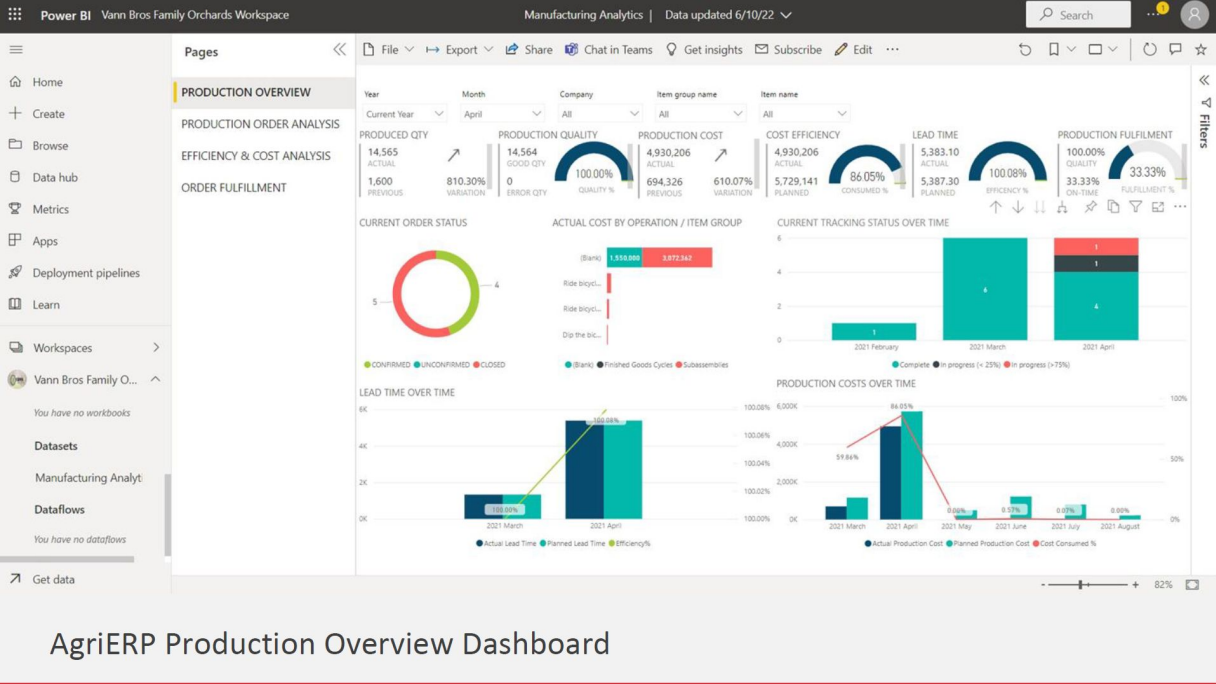 Power BI Vann Bros Family Orchards Workspace
Manufacturing Analytics | Data updated 6/10/22
Search
1
Home
Create
Browse
Data hub
Metrics
Apps
Deployment pipelines
Learn
Workspaces
Vann Bros Family O...
You have no workbooks
Datasets
Manufacturing Analyti
Dataflows
You have no dataflows
Get data
Pages
PRODUCTION OVERVIEW
PRODUCTION ORDER ANALYSIS
EFFICIENCY & COST ANALYSIS
ORDER FULFILLMENT
File Export Share Chat in Teams Get insights Subscribe Edit ...
Filters
Year Month Company Item group name Item name
Current Year April All All All
PRODUCED QTY
14,565
ACTUAL
1,600 810.30%
PREVIOUS VARIATION
PRODUCTION QUALITY
14,564
GOOD QTY
0
ERROR QTY
100.00%
QUALITY %
PRODUCTION COST
4,930,206
ACTUAL
694,326 610.07%
PREVIOUS VARIATION
COST EFFICIENCY
4,930,206
ACTUAL
5,729,141
PLANNED
86.05%
CONSUMED %
LEAD TIME
5,383.10
ACTUAL
5,387.30
PLANNED
100.08%
EFFICENCY %
PRODUCTION FULFILMENT
100.00%
QUALITY
33.33%
ON-TIME
33.33%
FULFILLMENT %
CURRENT ORDER STATUS
5 4
CONFIRMED UNCONFIRMED CLOSED
ACTUAL COST BY OPERATION / ITEM GROUP
(Blank) 1,550,000 3,072,362
Ride bicycl...
Ride bicycl...
Dip the bic...
(Blank) Finished Goods Cycles Subassemblies
CURRENT TRACKING STATUS OVER TIME
6
4
2
0
1 6 4 1 1
2021 February 2021 March 2021 April
Complete In progress (< 25%) In progress (>75%)
LEAD TIME OVER TIME
6K
4K
2K
0K
100.08%
100.06%
100.04%
100.02%
100.00%
100.00% 100.08%
2021 March 2021 April
Actual Lead Time Planned Lead Time Efficiency%
PRODUCTION COSTS OVER TIME
6,000K
4,000K
2,000K
0K
100%
50%
0%
59.86% 86.05% 0.00% 0.57% 0.07% 0.00%
2021 March 2021 April 2021 May 2021 June 2021 July 2021 August
Actual Production Cost Planned Production Cost Cost Consumed %
- + 82%
AgriERP Production Overview Dashboard